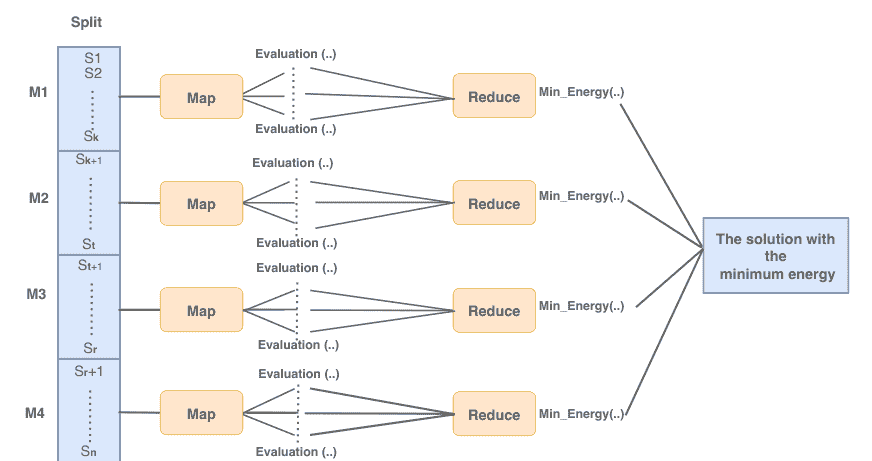 Split
S1
S2
Sk
M1
Map
Evaluation (..)
Evaluation (..)
Reduce
Min_Energy(..)
Sk+1
St
M2
Map
Evaluation (..)
Evaluation (..)
Reduce
Min_Energy(..)
St+1
Sr
M3
Map
Evaluation (..)
Evaluation (..)
Reduce
Min_Energy(..)
Sr+1
Sn
M4
Map
Evaluation (..)
Evaluation (..)
Reduce
Min_Energy(..)
The solution with
the
minimum energy